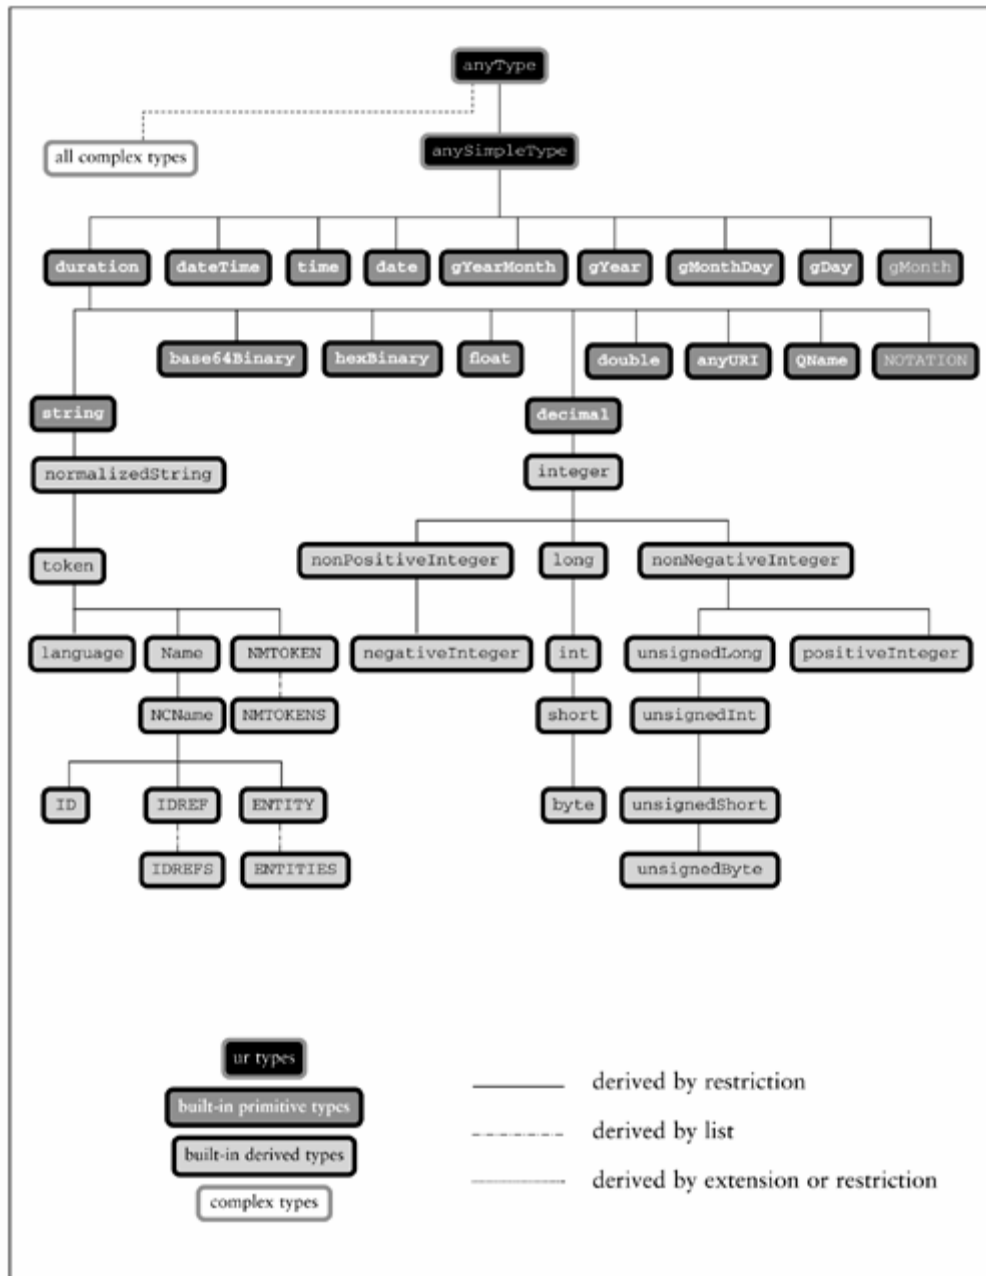 anyType
all complex types
anySimpleType
duration dateTime time date gYearMonth gYear gMonthDay gDay gMonth
base64Binary hexBinary float double anyURI QName NOTATION
string decimal
normalizedString integer
token nonPositiveInteger long nonNegativeInteger
language Name NMTOKEN negativeInteger int unsignedLong positiveInteger
NCName NMTOKENS short unsignedInt
ID IDREF ENTITY byte unsignedShort
IDREFS ENTITIES unsignedByte
ur types
built-in primitive types
built-in derived types
complex types
derived by restriction
derived by list
derived by extension or restriction